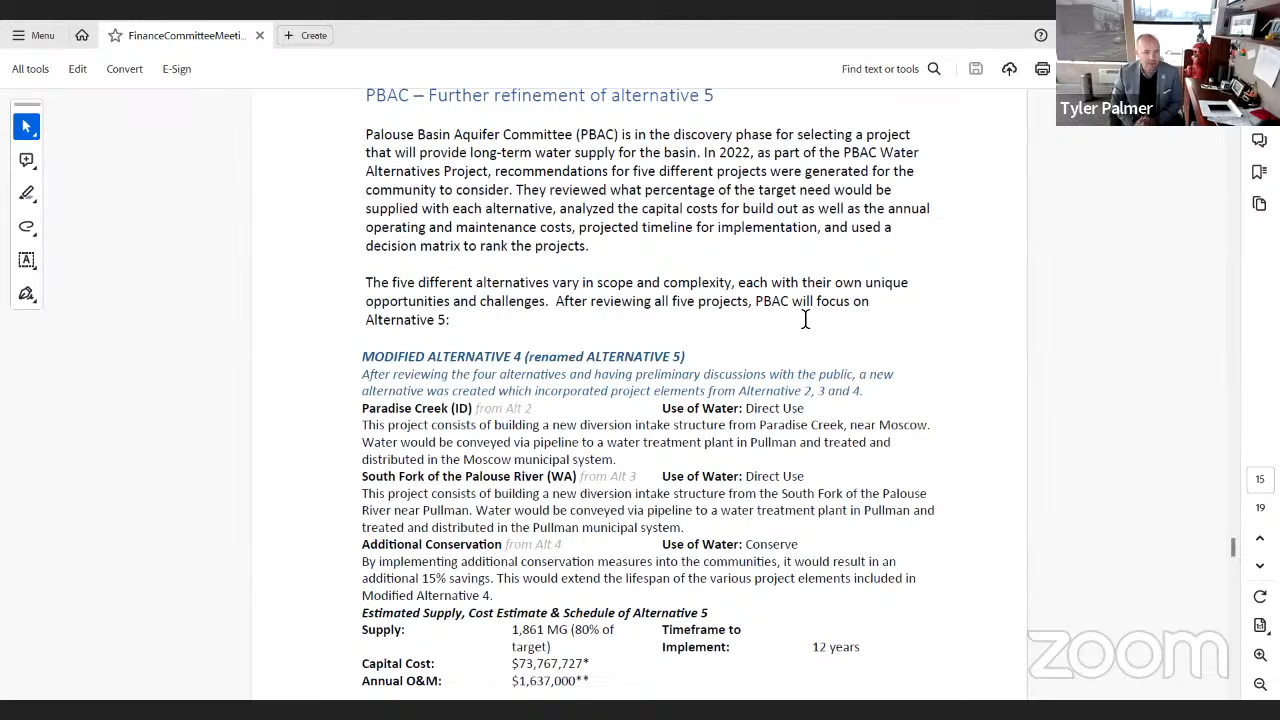 Menu
FinanceCommitteeMeeti...
Create
All tools
Edit
Convert
E-Sign
Find text or tools
Tyler Palmer
PBAC – Further refinement of alternative 5
Palouse Basin Aquifer Committee (PBAC) is in the discovery phase for selecting a project
that will provide long-term water supply for the basin. In 2022, as part of the PBAC Water
Alternatives Project, recommendations for five different projects were generated for the
community to consider. They reviewed what percentage of the target need would be
supplied with each alternative, analyzed the capital costs for build out as well as the annual
operating and maintenance costs, projected timeline for implementation, and used a
decision matrix to rank the projects.
The five different alternatives vary in scope and complexity, each with their own unique
opportunities and challenges.  After reviewing all five projects, PBAC will focus on
Alternative 5:
MODIFIED ALTERNATIVE 4 (renamed ALTERNATIVE 5)
After reviewing the four alternatives and having preliminary discussions with the public, a new
alternative was created which incorporated project elements from Alternative 2, 3 and 4.
Paradise Creek (ID) from Alt 2 Use of Water: Direct Use
This project consists of building a new diversion intake structure from Paradise Creek, near Moscow.
Water would be conveyed via pipeline to a water treatment plant in Pullman and treated and
distributed in the Moscow municipal system.
South Fork of the Palouse River (WA) from Alt 3 Use of Water: Direct Use
This project consists of building a new diversion intake structure from the South Fork of the Palouse
River near Pullman. Water would be conveyed via pipeline to a water treatment plant in Pullman and
treated and distributed in the Pullman municipal system.
Additional Conservation from Alt 4 Use of Water: Conserve
By implementing additional conservation measures into the communities, it would result in an
additional 15% savings. This would extend the lifespan of the various project elements included in
Modified Alternative 4.
Estimated Supply, Cost Estimate & Schedule of Alternative 5
Supply: 1,861 MG (80% of Timeframe to
target) Implement: 12 years
Capital Cost: $73,767,727*
Annual O&M: $1,637,000**
15
19
zoom